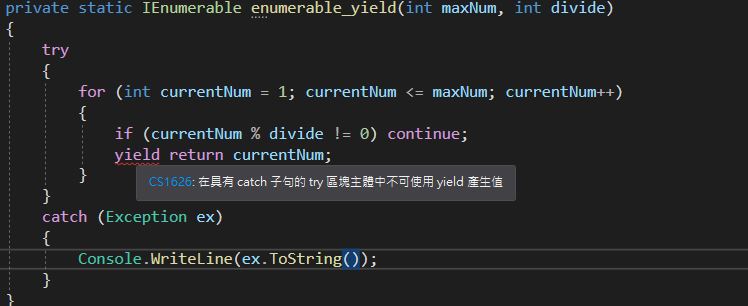 private static IEnumerable enumerable_yield(int maxNum, int divide)
{
try
{
for (int currentNum = 1; currentNum <= maxNum; currentNum++)
{
if (currentNum % divide != 0) continue;
yield return currentNum;
}
CS1626: 在具有 catch 子句的 try 區塊主體中不可使用 yield 產生值
}
catch (Exception ex)
{
Console.WriteLine(ex.ToString());
}
}